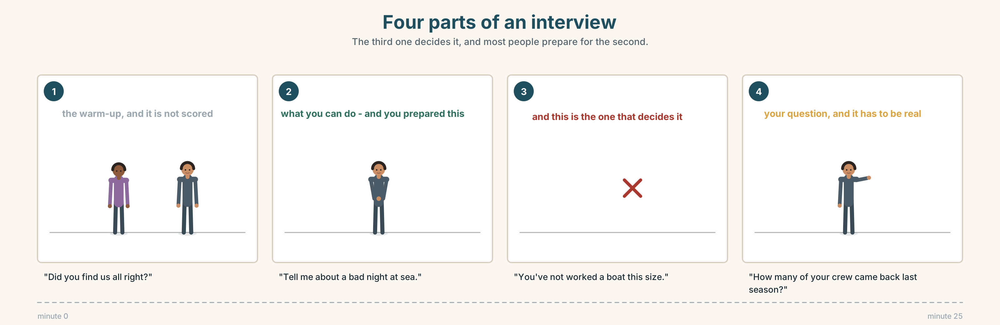 Four parts of an interview
The third one decides it, and most people prepare for the second.
1
the warm-up, and it is not scored
2
what you can do - and you prepared this
3
and this is the one that decides it
4
your question, and it has to be real
"Did you find us all right?"
"Tell me about a bad night at sea."
"You've not worked a boat this size."
"How many of your crew came back last
season?"
minute 0
minute 25